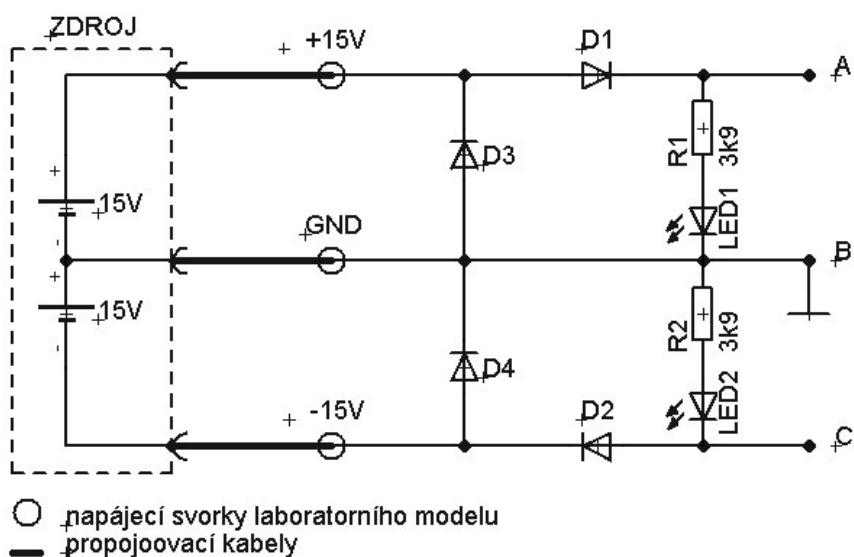 ZDROJ
+15V
D1
A
R1
3k9
D3
LED1
+
15V
-
GND
B
+
15V
-
R2
3k9
D4
LED2
-15V
D2
C
napájecí svorky laboratorního modelu
propojoovací kabely